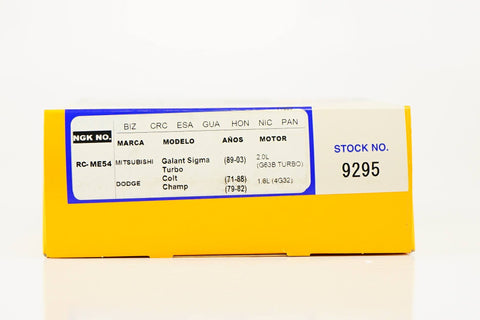 BIZ CRC ESA GUA HON NIC PAN
NGK NO.
MARCA MODELO AÑOS MOTOR
RC- ME54 MITSUBISHI Galant Sigma (89-03) 2.0L
Turbo (G63B TURBO)
DODGE Colt (71-88) 1.6L (4G32)
Champ (79-82)
STOCK NO.
9295